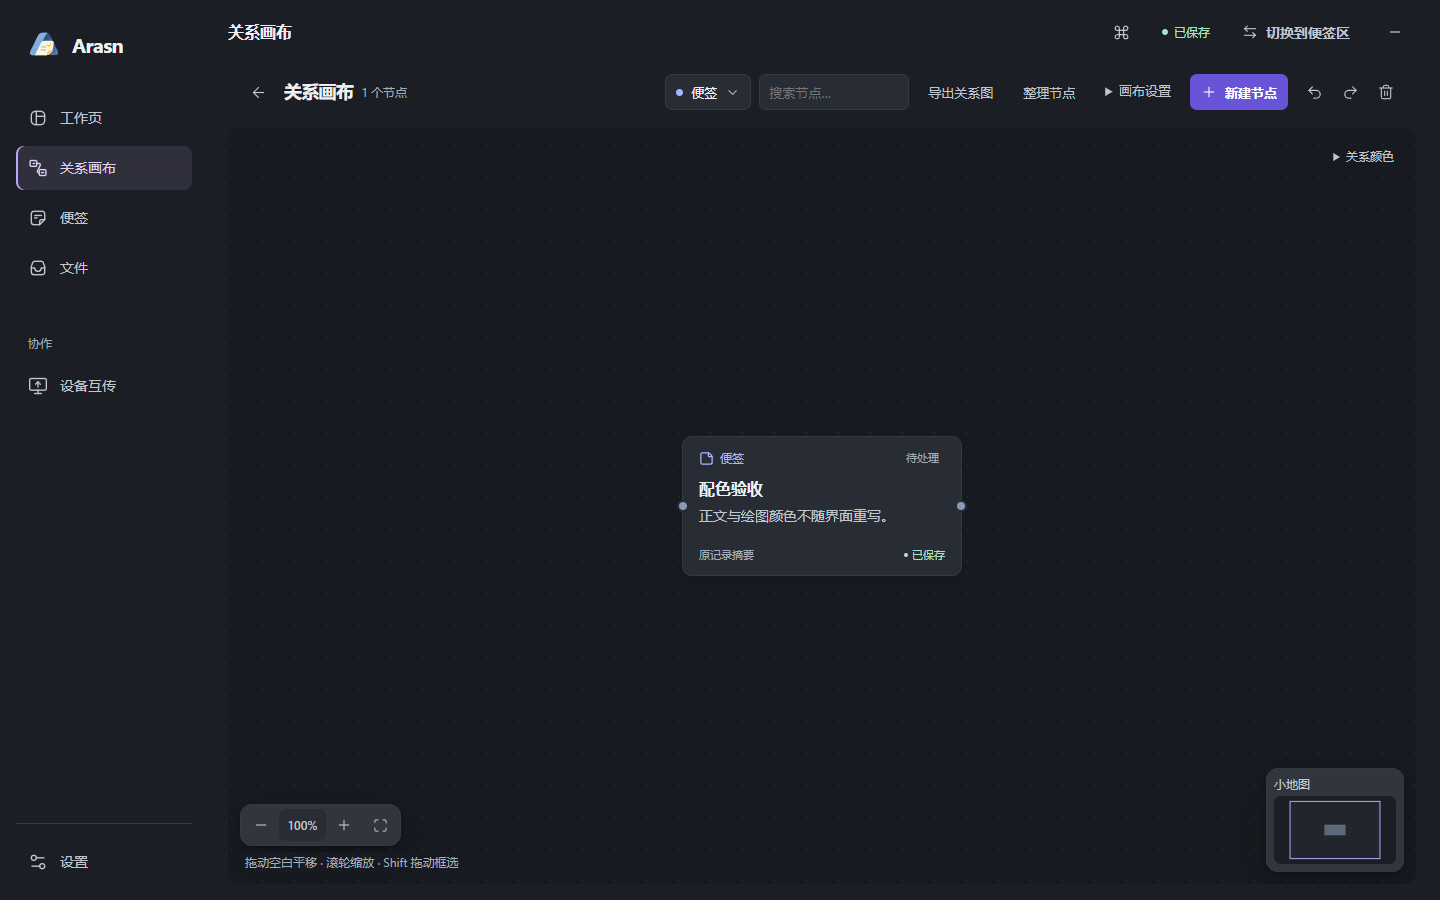 Arasn
关系画布
已保存
切换到便签区
工作页
关系画布
便签
文件
协作
设备互传
设置
关系画布 1 个节点
便签
搜索节点...
导出关系图
整理节点
画布设置
新建节点
关系颜色
便签 待处理
配色验收
正文与绘图颜色不随界面重写。
原记录摘要 已保存
100%
拖动空白平移 · 滚轮缩放 · Shift 拖动框选
小地图